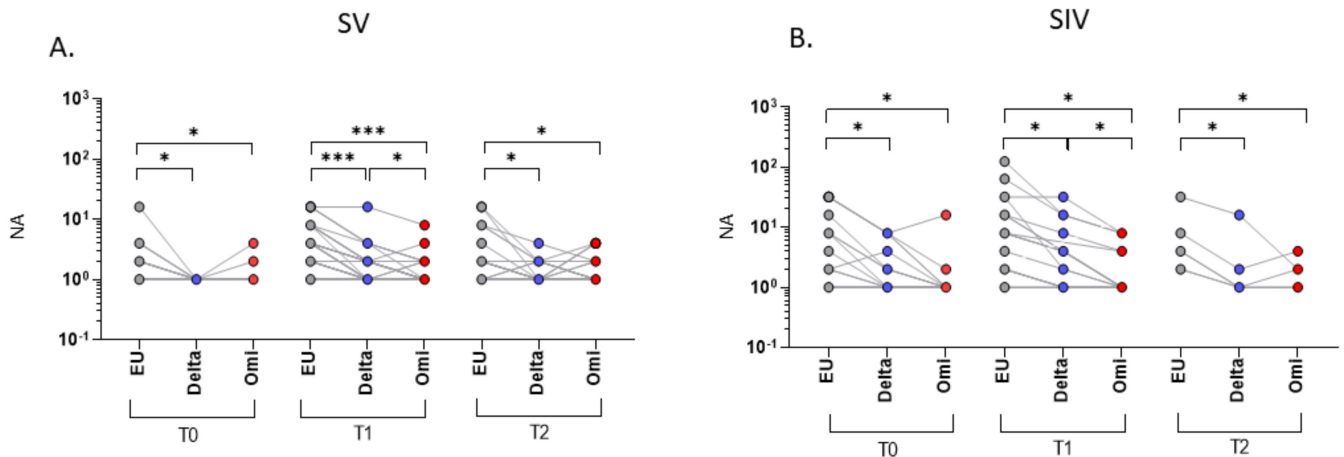 SV
A.
* *** *
* *** * *
10³
10²
10¹
10⁰
10⁻¹
NA
EU Delta Omi EU Delta Omi EU Delta Omi
T0 T1 T2
SIV
B.
* * *
* * * *
10³
10²
10¹
10⁰
10⁻¹
NA
EU Delta Omi EU Delta Omi EU Delta Omi
T0 T1 T2